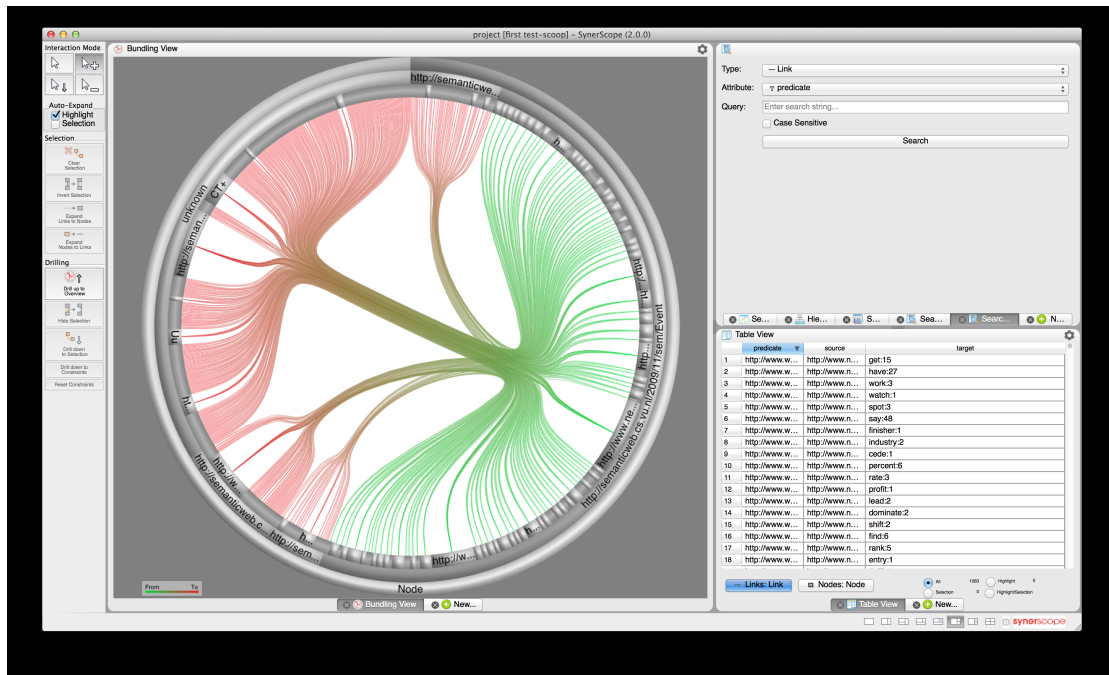 project [first test-scoop] – SynerScope (2.0.0)
Interaction Mode
Auto-Expand
Highlight
Selection
Selection
Clear
Selection
Invert Selection
Expand
Links to Nodes
Expand
Nodes to Links
Drilling
Drill up to
Overview
Hide Selection
Drill down
to Selection
Drill down to
Constraints
Reset Constraints
Bundling View
http://semanticwe...
h...
http:/...
ht...
http...
http://www.ne...
http://semanticweb.cs.vu.nl/2009/11/sem/Event
h...
http://w...
h...
http://sem...
http://w...
http://semanticweb.c...
ht...
UU
http://seman...
unknown
CT+
Node
From To
Bundling View
New...
Type: — Link
Attribute: predicate
Query: Enter search string...
Case Sensitive
Search
Se...
Hie...
S...
Sea...
Searc...
N...
Table View
predicate source target
1 http://www.w... http://www.n... get:15
2 http://www.w... http://www.n... have:27
3 http://www.w... http://www.n... work:3
4 http://www.w... http://www.n... watch:1
5 http://www.w... http://www.n... spot:3
6 http://www.w... http://www.n... say:48
7 http://www.w... http://www.n... finisher:1
8 http://www.w... http://www.n... industry:2
9 http://www.w... http://www.n... cede:1
10 http://www.w... http://www.n... percent:6
11 http://www.w... http://www.n... rate:3
12 http://www.w... http://www.n... profit:1
13 http://www.w... http://www.n... lead:2
14 http://www.w... http://www.n... dominate:2
15 http://www.w... http://www.n... shift:2
16 http://www.w... http://www.n... find:6
17 http://www.w... http://www.n... rank:5
18 http://www.w... http://www.n... entry:1
Links: Link
Nodes: Node
All 1060 Highlight 0
Selection 0 Highlight/Selection
Table View
New...
synerscope